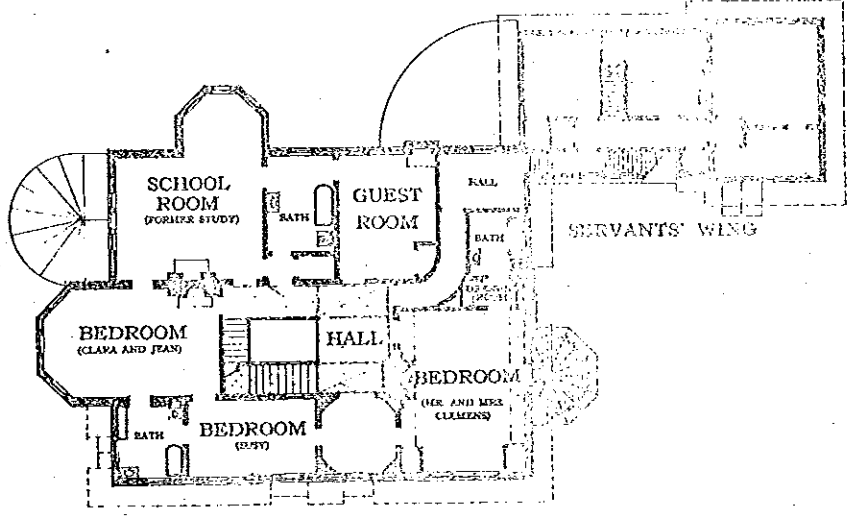 SCHOOL
ROOM
(FORMER STUDY)
BATH
GUEST
ROOM
HALL
BATH
SERVANTS' WING
BEDROOM
(CLARA AND JEAN)
HALL
BEDROOM
(MR. AND MRS.
CLEMENS)
BATH
BEDROOM
(SUSY)